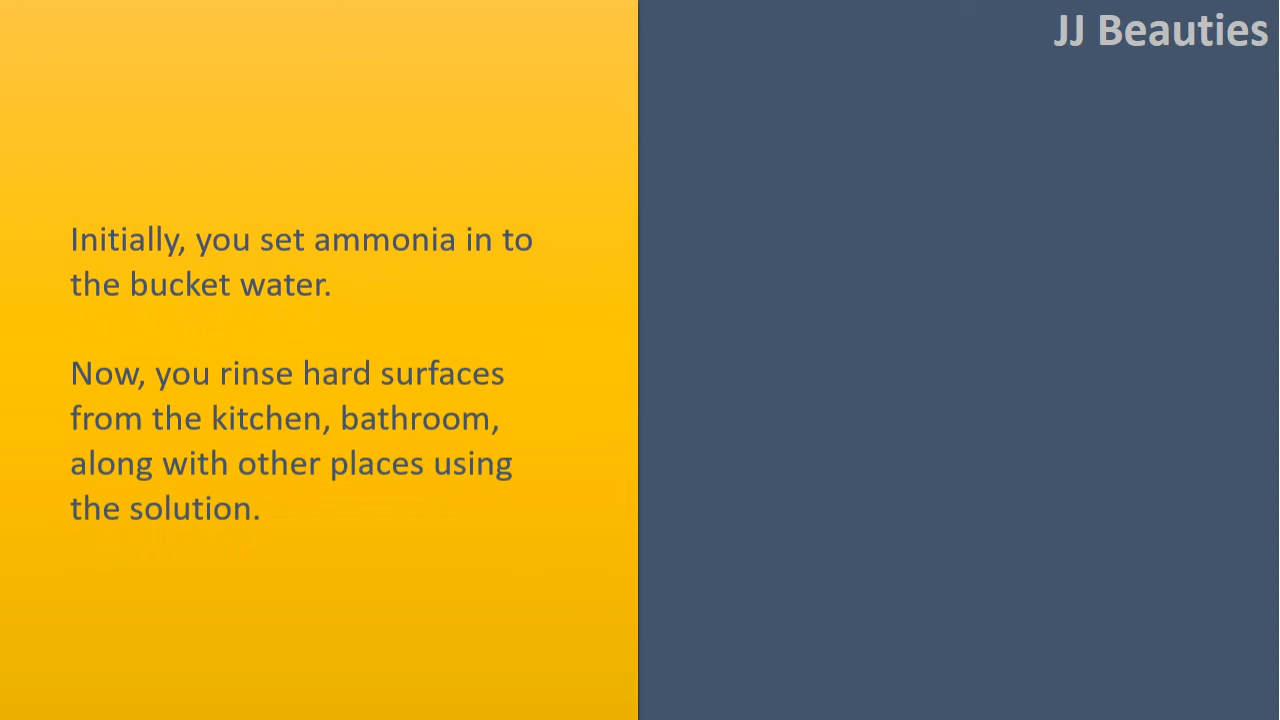 JJ Beauties
Initially, you set ammonia in to
the bucket water.
Now, you rinse hard surfaces
from the kitchen, bathroom,
along with other places using
the solution.